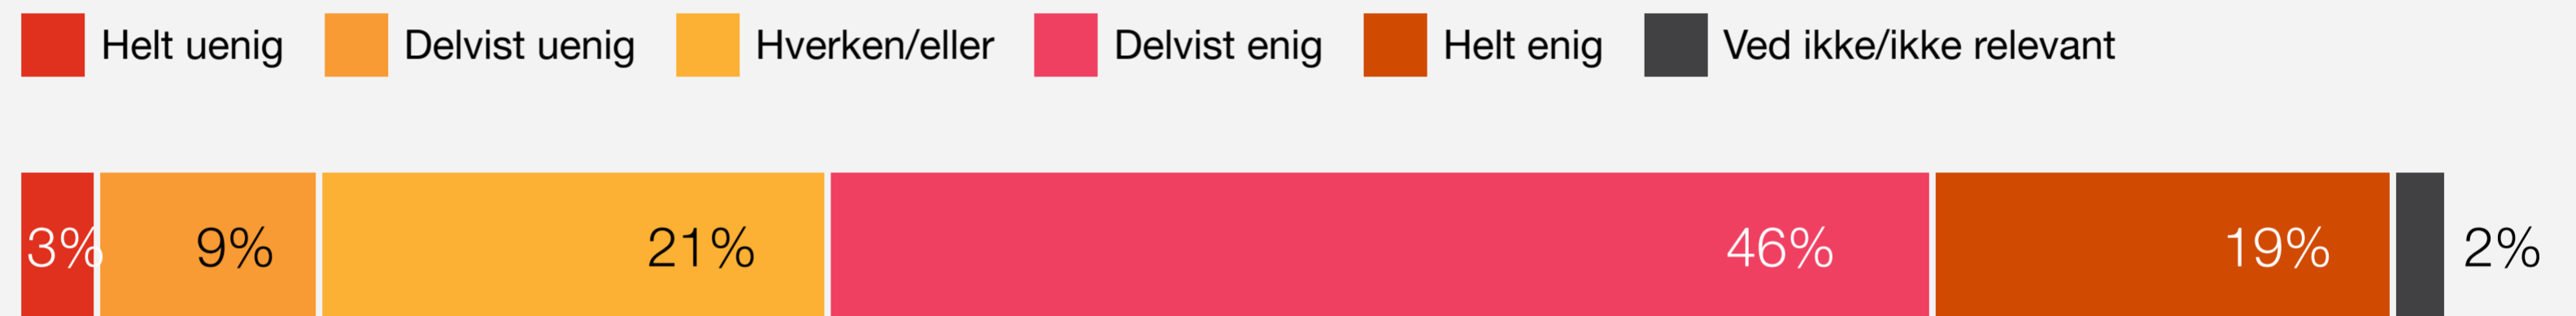 Helt uenig Delvist uenig Hverken/eller Delvist enig Helt enig Ved ikke/ikke relevant
3% 9% 21% 46% 19% 2%